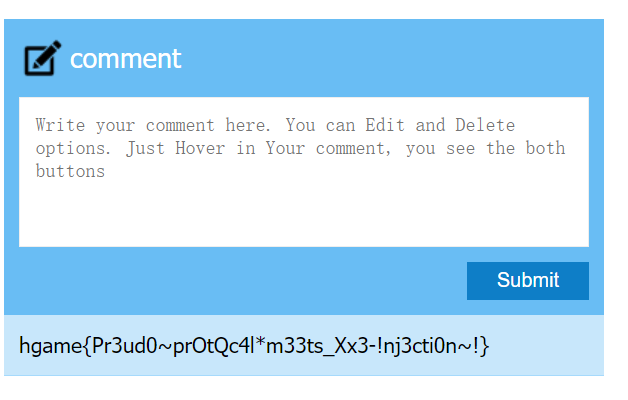 comment
Write your comment here. You can Edit and Delete
options. Just Hover in Your comment, you see the both
buttons
Submit
hgame{Pr3ud0~prOtQc4l*m33ts_Xx3-!nj3cti0n~!}